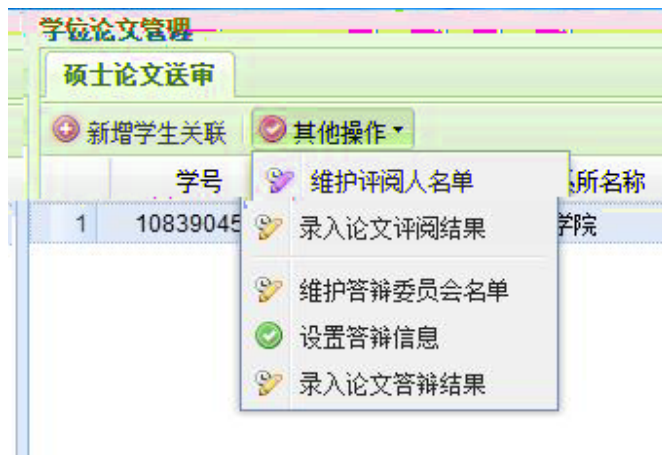 学位论文管理
硕士论文送审
新增学生关联 其他操作
学号 所名称
1 10839045 学院
维护评阅人名单
录入论文评阅结果
维护答辩委员会名单
设置答辩信息
录入论文答辩结果